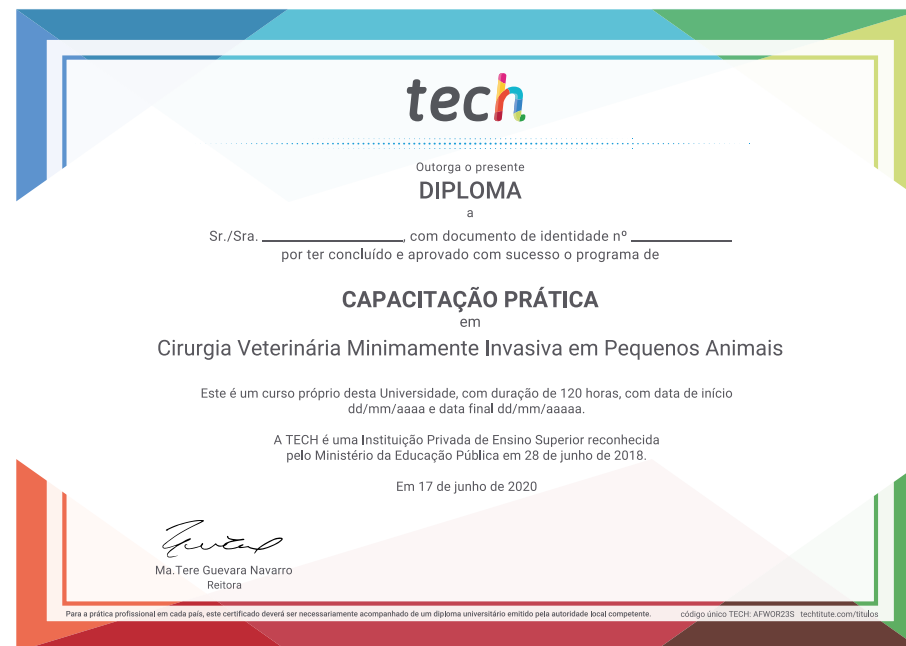 tech
Outorga o presente
DIPLOMA
a
Sr./Sra. ________________, com documento de identidade nº ____________
por ter concluído e aprovado com sucesso o programa de
CAPACITAÇÃO PRÁTICA
em
Cirurgia Veterinária Minimamente Invasiva em Pequenos Animais
Este é um curso próprio desta Universidade, com duração de 120 horas, com data de início
dd/mm/aaaa e data final dd/mm/aaaaa.
A TECH é uma Instituição Privada de Ensino Superior reconhecida
pelo Ministério da Educação Pública em 28 de junho de 2018.
Em 17 de junho de 2020
Ma.Tere Guevara Navarro
Reitora
Para a prática profissional em cada país, este certificado deverá ser necessariamente acompanhado de um diploma universitário emitido pela autoridade local competente. código único TECH: AFWOR23S techtitute.com/titulos